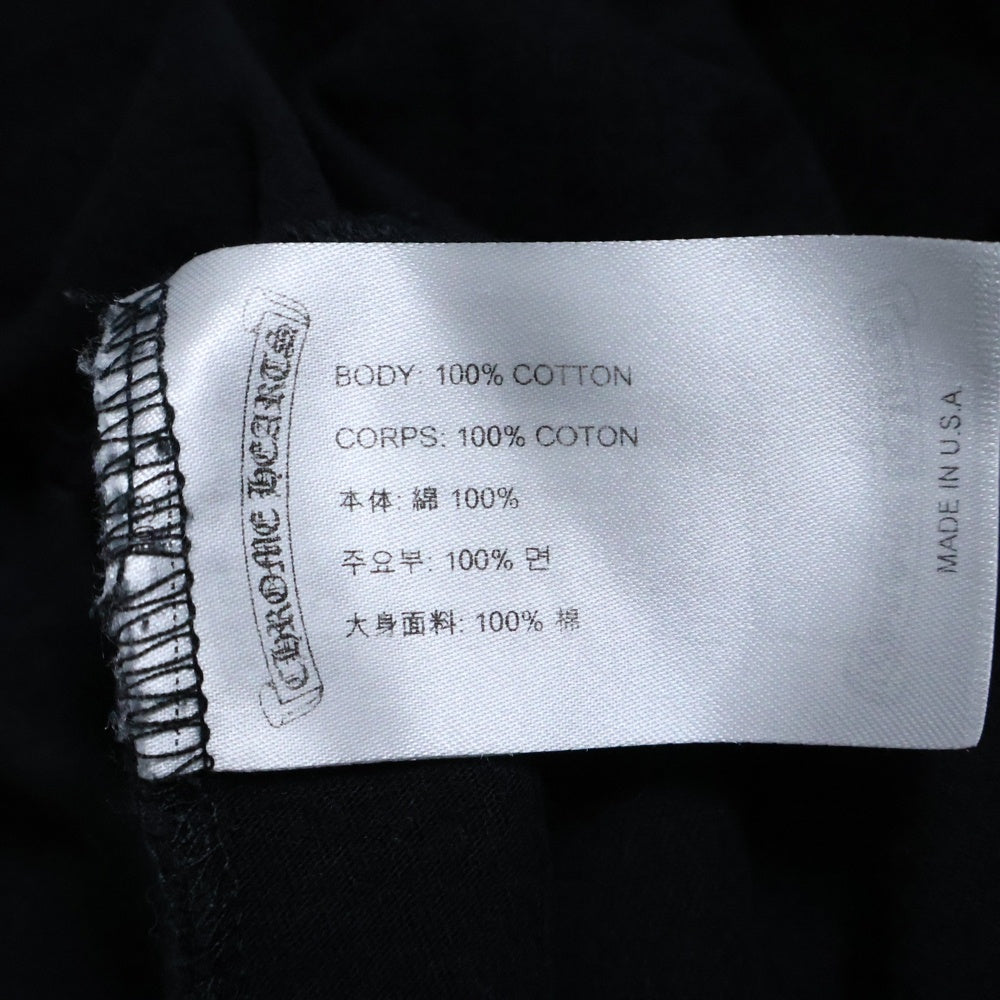 CHROME HEARTS
BODY: 100% COTTON
CORPS: 100% COTON
本体: 綿 100%
주요부: 100% 면
大身面料: 100% 棉
MADE IN U.S.A